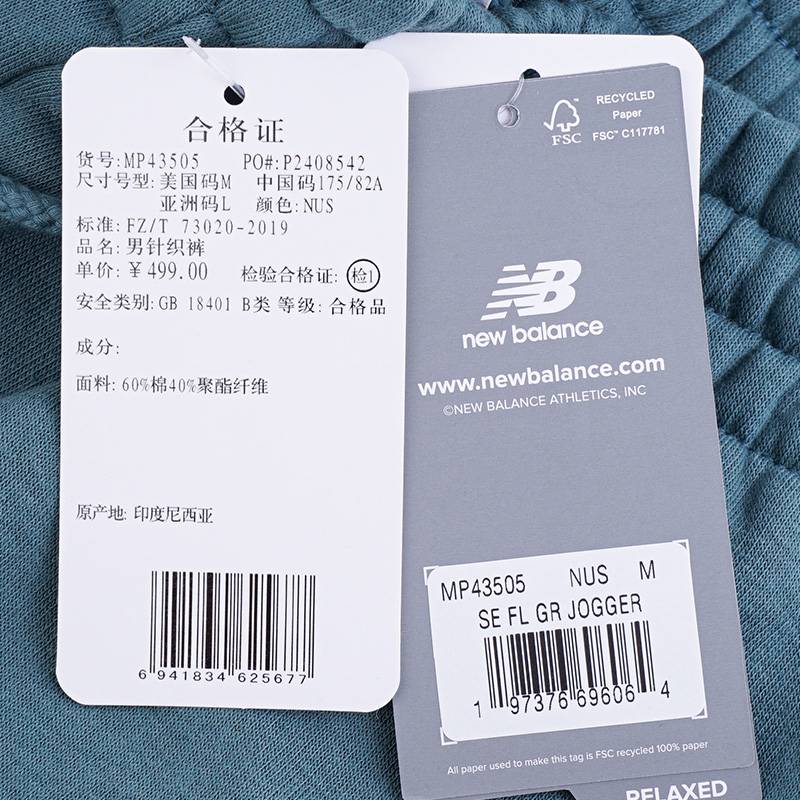 合格证
货号:MP43505 PO#:P2408542
尺寸号型:美国码M 中国码175/82A
亚洲码L 颜色:NUS
标准:FZ/T 73020-2019
品名:男针织裤
单价:¥499.00 检验合格证: 检1
安全类别:GB 18401 B类 等级:合格品
成分:
面料:60%棉40%聚酯纤维
原产地:印度尼西亚
6 941834 625677
FSC
RECYCLED
Paper
FSC™ C117781
NB
new balance
www.newbalance.com
©NEW BALANCE ATHLETICS, INC
MP43505 NUS M
SE FL GR JOGGER
1 97376 69606 4
All paper used to make this tag is FSC recycled 100% paper
RELAXED